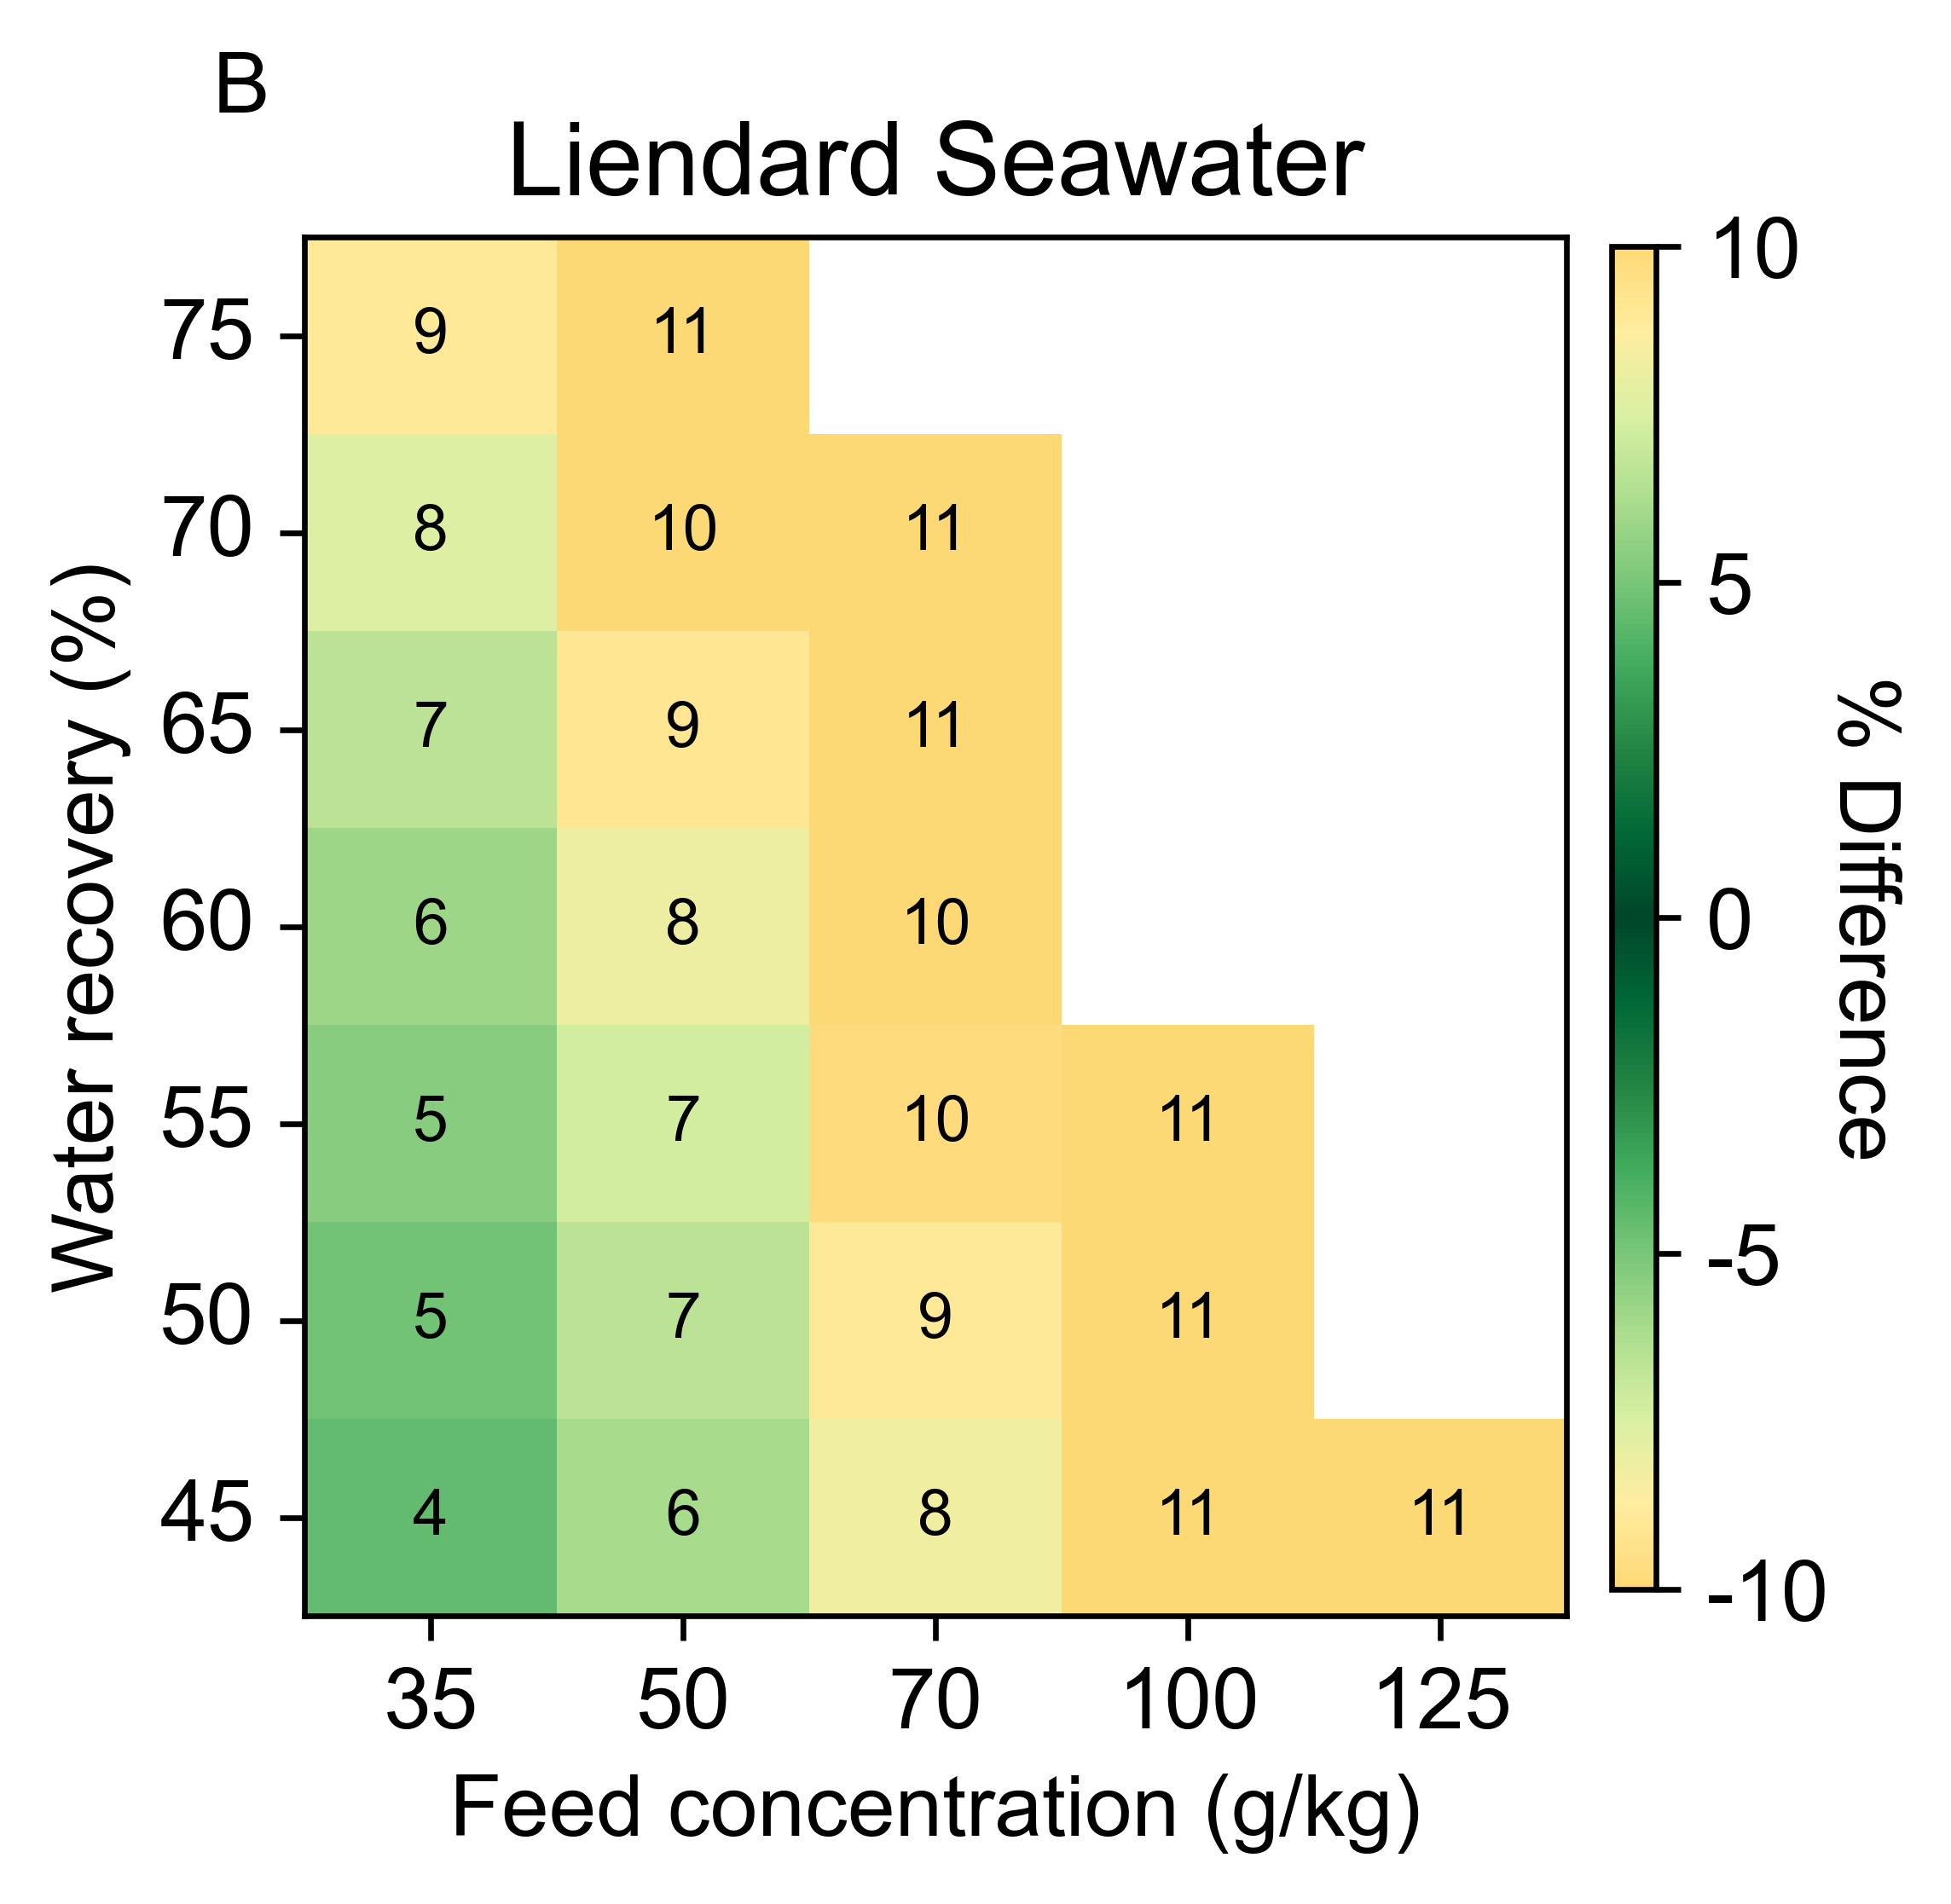 B
Liendard Seawater
75 9 11
70 8 10 11
65 7 9 11
60 6 8 10
55 5 7 10 11
50 5 7 9 11
45 4 6 8 11 11
35 50 70 100 125
Feed concentration (g/kg)
Water recovery (%)
10
5
0
-5
-10
% Difference